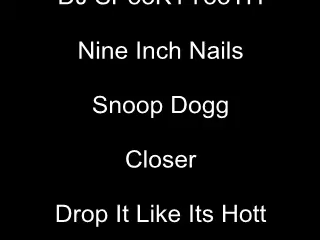 Nine Inch Nails
Snoop Dogg
Closer
Drop It Like Its Hott